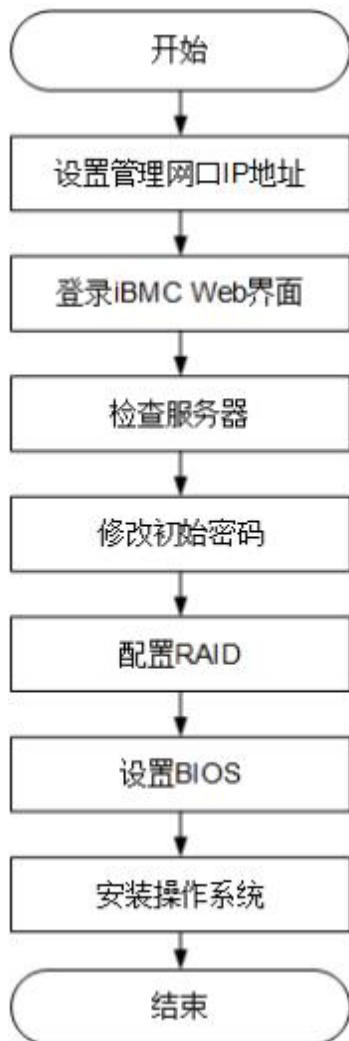 开始
设置管理网口IP地址
登录iBMC Web界面
检查服务器
修改初始密码
配置RAID
设置BIOS
安装操作系统
结束